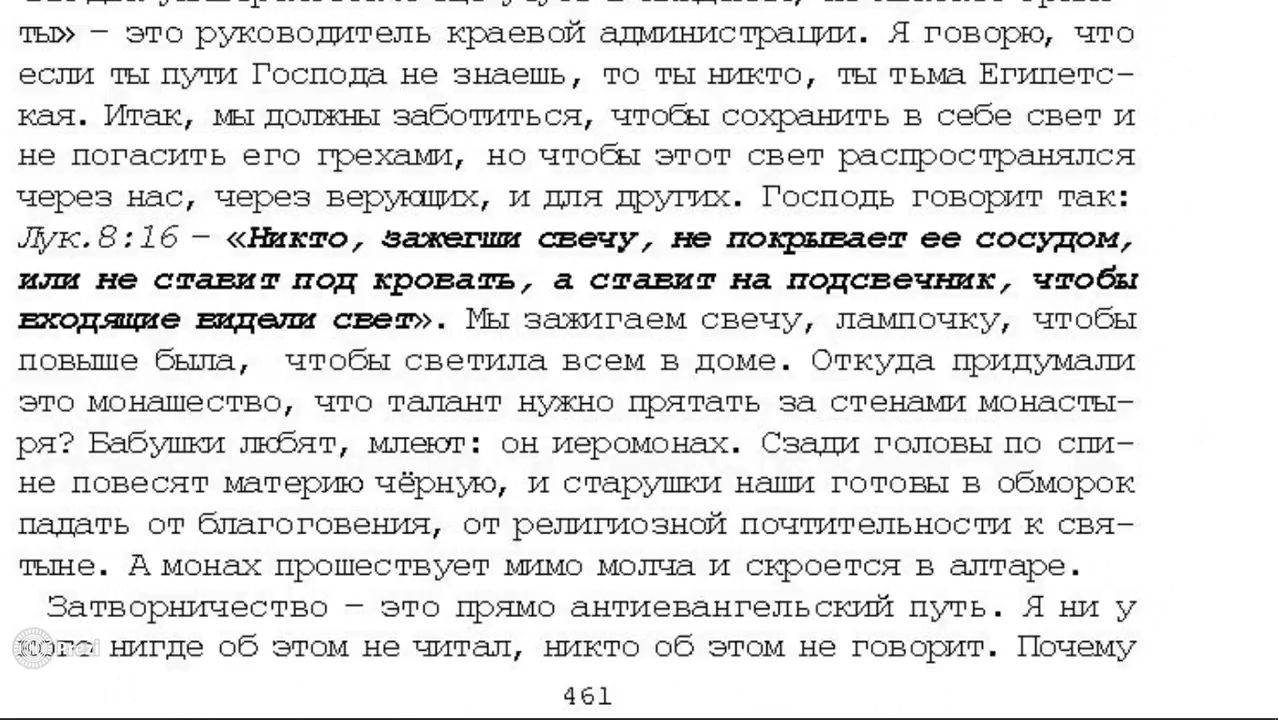 ты» – это руководитель краевой администрации. Я говорю, что
если ты пути Господа не знаешь, то ты никто, ты тьма Египетс-
кая. Итак, мы должны заботиться, чтобы сохранить в себе свет и
не погасить его грехами, но чтобы этот свет распространялся
через нас, через верующих, и для других. Господь говорит так:
Лук.8:16 – «Никто, зажегши свечу, не покрывает ее сосудом,
или не ставит под кровать, а ставит на подсвечник, чтобы
входящие видели свет». Мы зажигаем свечу, лампочку, чтобы
повыше была, чтобы светила всем в доме. Откуда придумали
это монашество, что талант нужно прятать за стенами монасты-
ря? Бабушки любят, млеют: он иеромонах. Сзади головы по спи-
не повесят материю чёрную, и старушки наши готовы в обморок
падать от благоговения, от религиозной почтительности к свя-
тыне. А монах прошествует мимо молча и скроется в алтаре.
Затворничество – это прямо антиевангельский путь. Я ни у
нигде об этом не читал, никто об этом не говорит. Почему
461